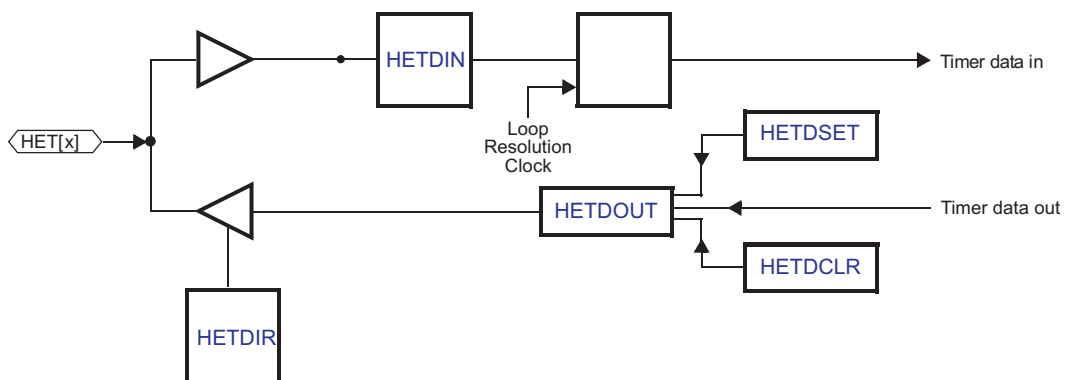 HETDIN
Timer data in
HET[x]
Loop
Resolution
Clock
HETDSET
HETDOUT
Timer data out
HETDCLR
HETDIR